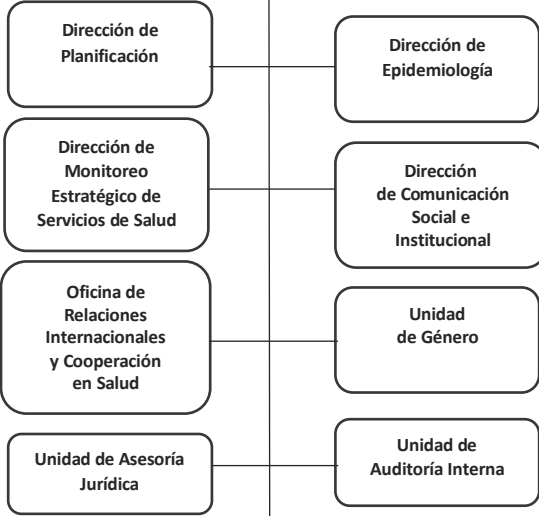 Dirección de
Planificación
Dirección de
Epidemiología
Dirección de
Monitoreo
Estratégico de
Servicios de Salud
Dirección
de Comunicación
Social e
Institucional
Oficina de
Relaciones
Internacionales
y Cooperación
en Salud
Unidad
de Género
Unidad de Asesoría
Jurídica
Unidad de
Auditoría Interna